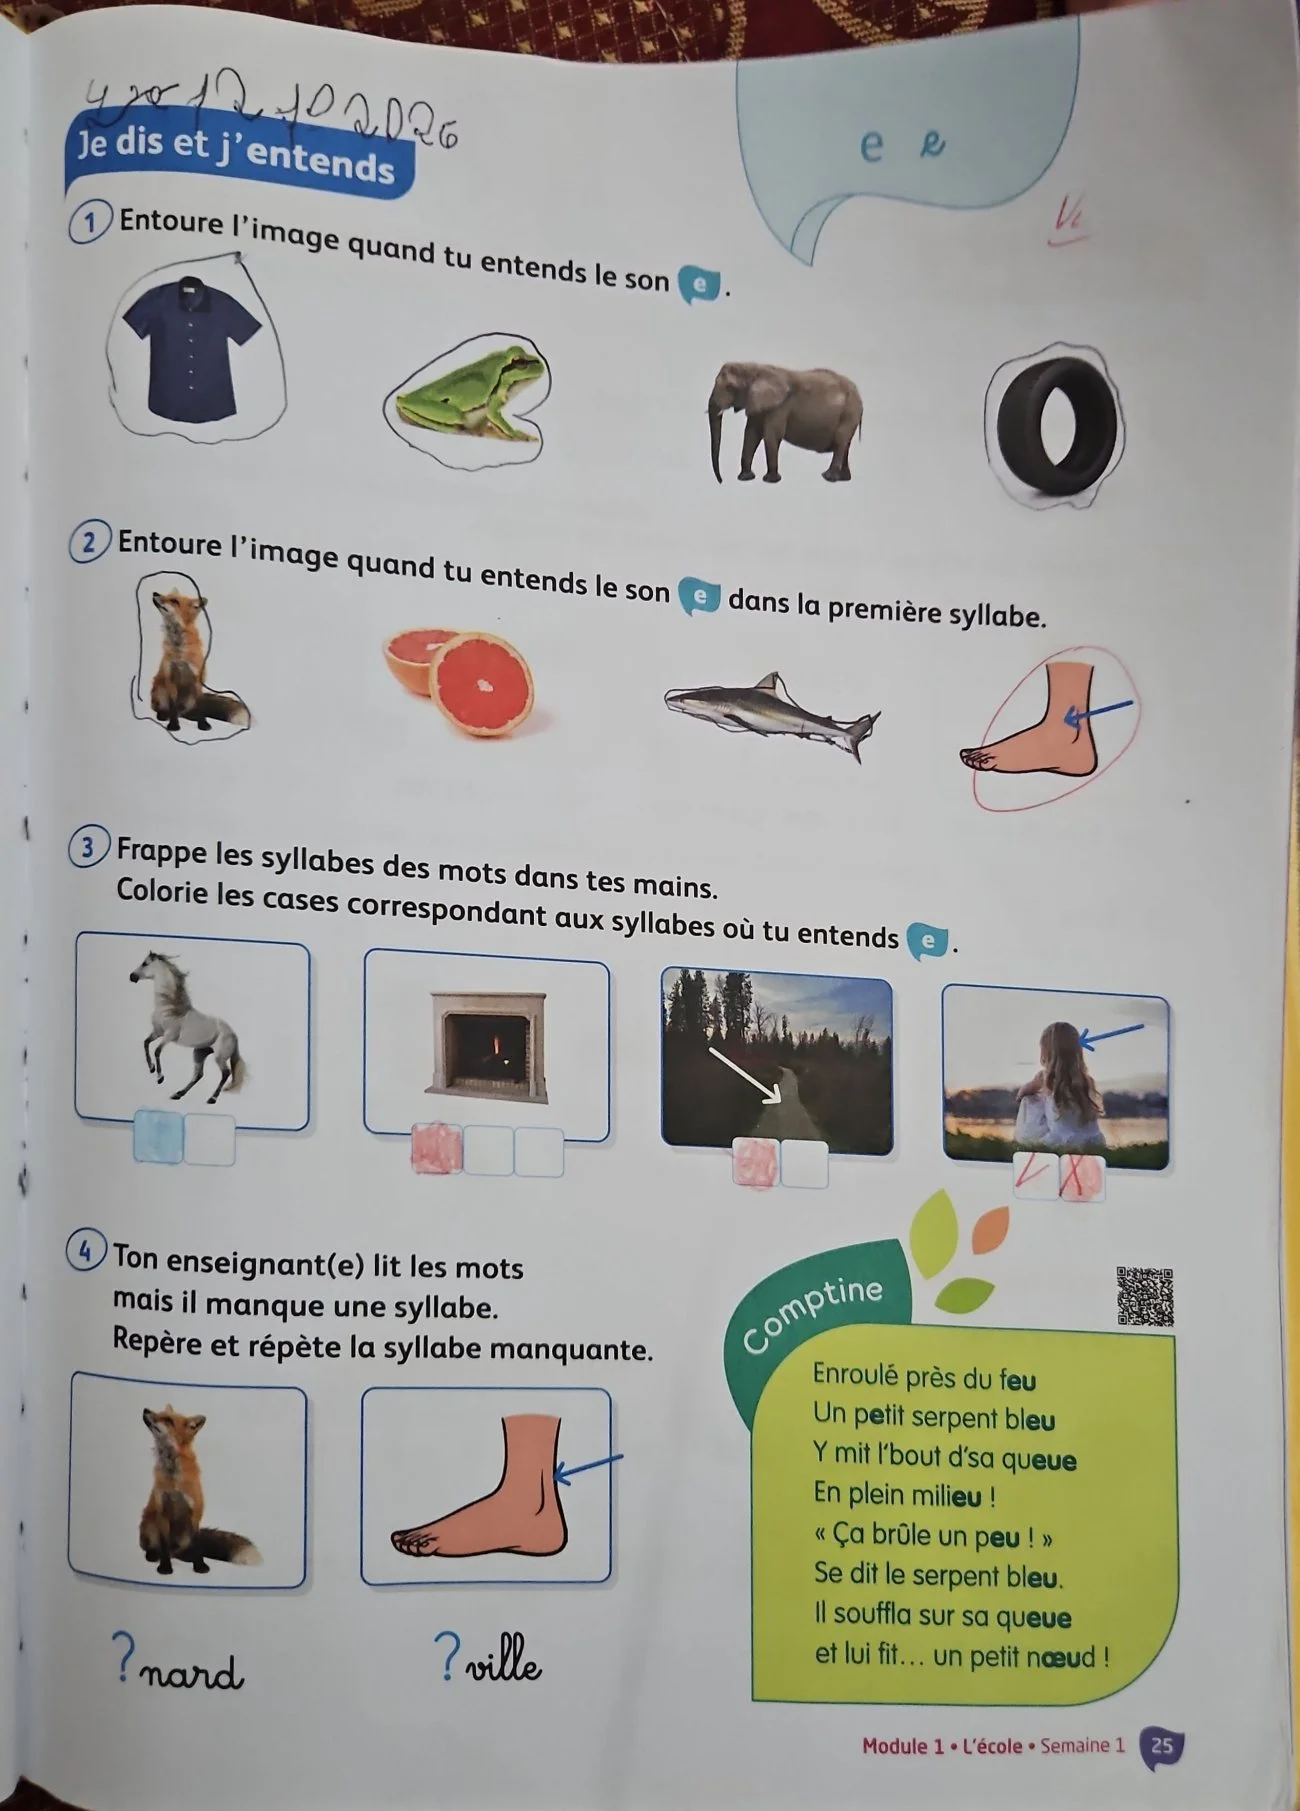 12 10 2026
Je dis et j'entends
e e
Vu
1 Entoure l'image quand tu entends le son e .
2 Entoure l'image quand tu entends le son e dans la première syllabe.
3 Frappe les syllabes des mots dans tes mains.
Colorie les cases correspondant aux syllabes où tu entends e .
4 Ton enseignant(e) lit les mots
mais il manque une syllabe.
Repère et répète la syllabe manquante.
? nard
? ville
Comptine
Enroulé près du feu
Un petit serpent bleu
Y mit l'bout d'sa queue
En plein milieu !
« Ça brûle un peu ! »
Se dit le serpent bleu.
Il souffla sur sa queue
et lui fit... un petit nœud !
Module 1 • L'école • Semaine 1 25